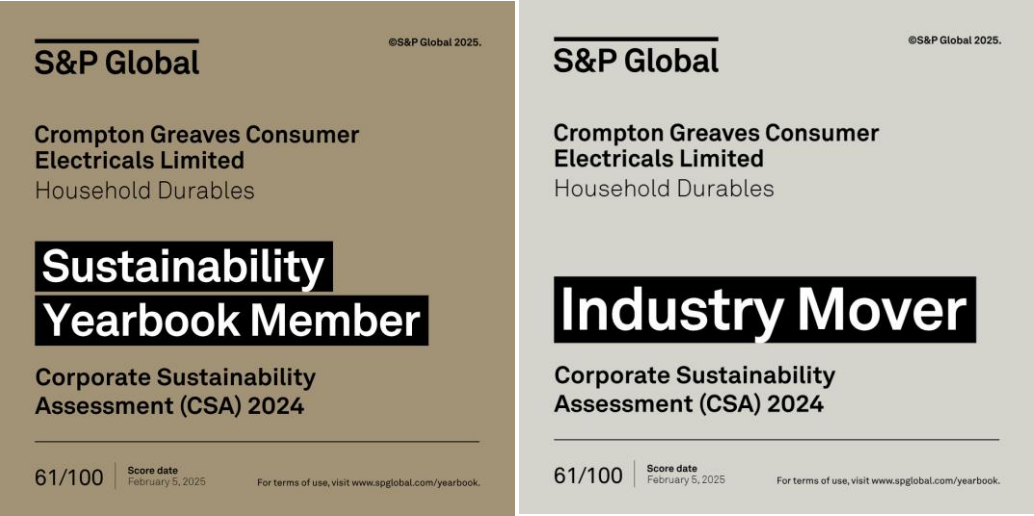 S&P Global
©S&P Global 2025.
Crompton Greaves Consumer
Electricals Limited
Household Durables
Sustainability
Yearbook Member
Corporate Sustainability
Assessment (CSA) 2024
61/100
Score date
February 5, 2025
For terms of use, visit www.spglobal.com/yearbook.
S&P Global
©S&P Global 2025.
Crompton Greaves Consumer
Electricals Limited
Household Durables
Industry Mover
Corporate Sustainability
Assessment (CSA) 2024
61/100
Score date
February 5, 2025
For terms of use, visit www.spglobal.com/yearbook.